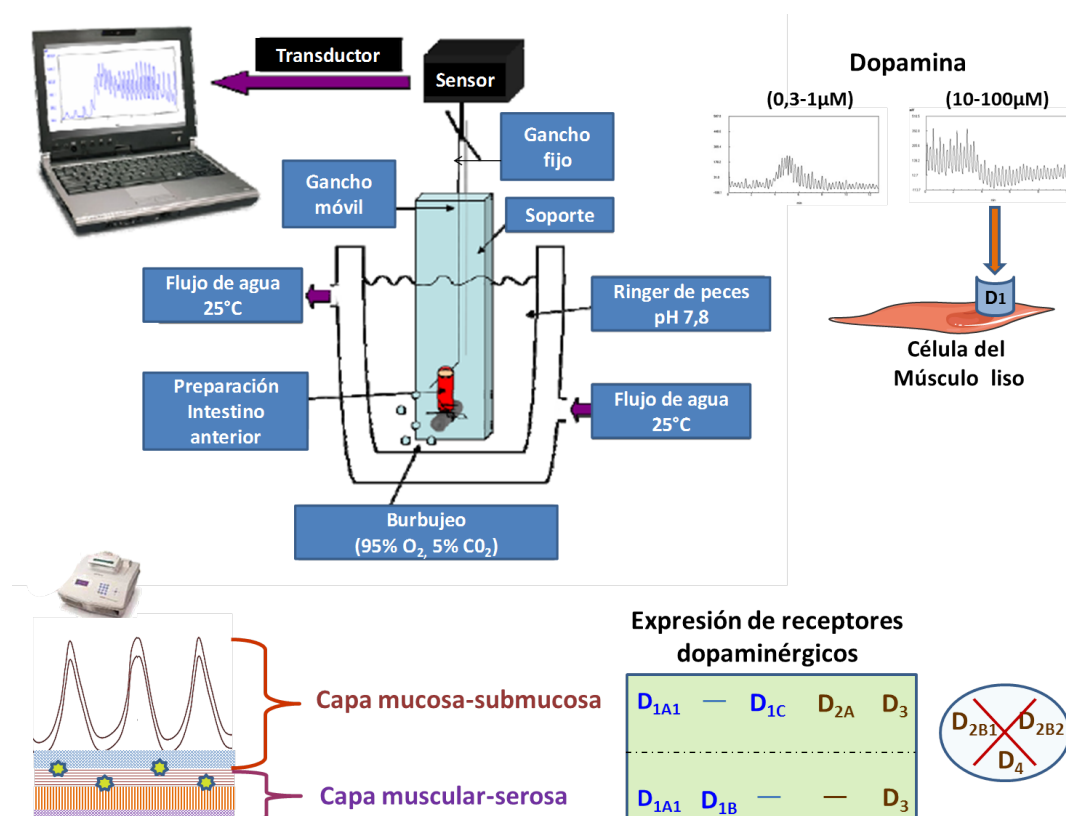 Transductor
Sensor
Gancho
fijo
Gancho
móvil
Soporte
Flujo de agua
25°C
Ringer de peces
pH 7,8
Preparación
Intestino
anterior
Flujo de agua
25°C
Burbujeo
(95% O₂, 5% C0₂)
Dopamina
(0,3-1µM)
(10-100µM)
D1
Célula del
Músculo liso
Capa mucosa-submucosa
Capa muscular-serosa
Expresión de receptores
dopaminérgicos
D1A1 — D1C D2A D3
D1A1 D1B — — D3
D2B1 D2B2
D4